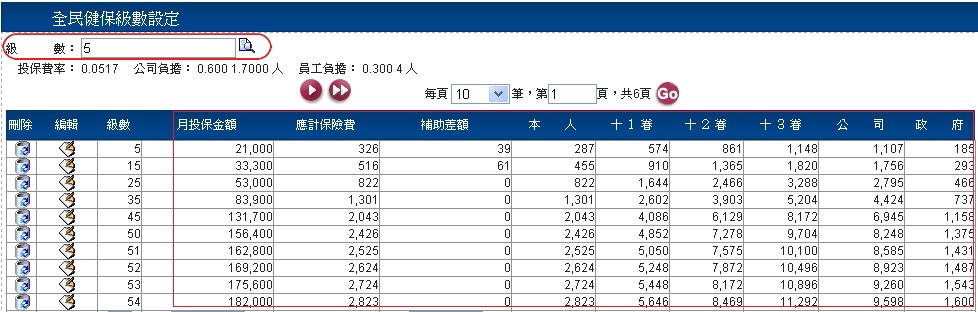 全民健保級數設定
級 數： 5
投保費率： 0.0517 公司負擔： 0.600 1.7000 人 員工負擔： 0.300 4 人
每頁 10 筆，第 1 頁，共6頁 Go
刪除 編輯 級數 月投保金額 應計保險費 補助差額 本 人 十 1 眷 十 2 眷 十 3 眷 公 司 政 府
5 21,000 326 39 287 574 861 1,148 1,107 185
15 33,300 516 61 455 910 1,365 1,820 1,756 293
25 53,000 822 0 822 1,644 2,466 3,288 2,795 466
35 83,900 1,301 0 1,301 2,602 3,903 5,204 4,424 737
45 131,700 2,043 0 2,043 4,086 6,129 8,172 6,945 1,158
50 156,400 2,426 0 2,426 4,852 7,278 9,704 8,248 1,375
51 162,800 2,525 0 2,525 5,050 7,575 10,100 8,585 1,431
52 169,200 2,624 0 2,624 5,248 7,872 10,496 8,923 1,487
53 175,600 2,724 0 2,724 5,448 8,172 10,896 9,260 1,543
54 182,000 2,823 0 2,823 5,646 8,469 11,292 9,598 1,600